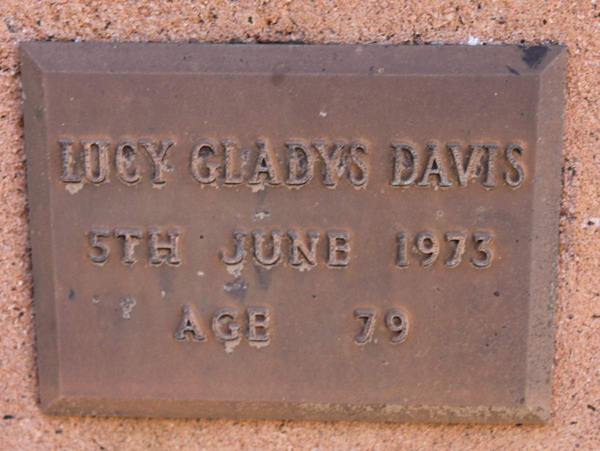 LUCY GLADYS DAVIS
5TH JUNE 1973
AGE 79